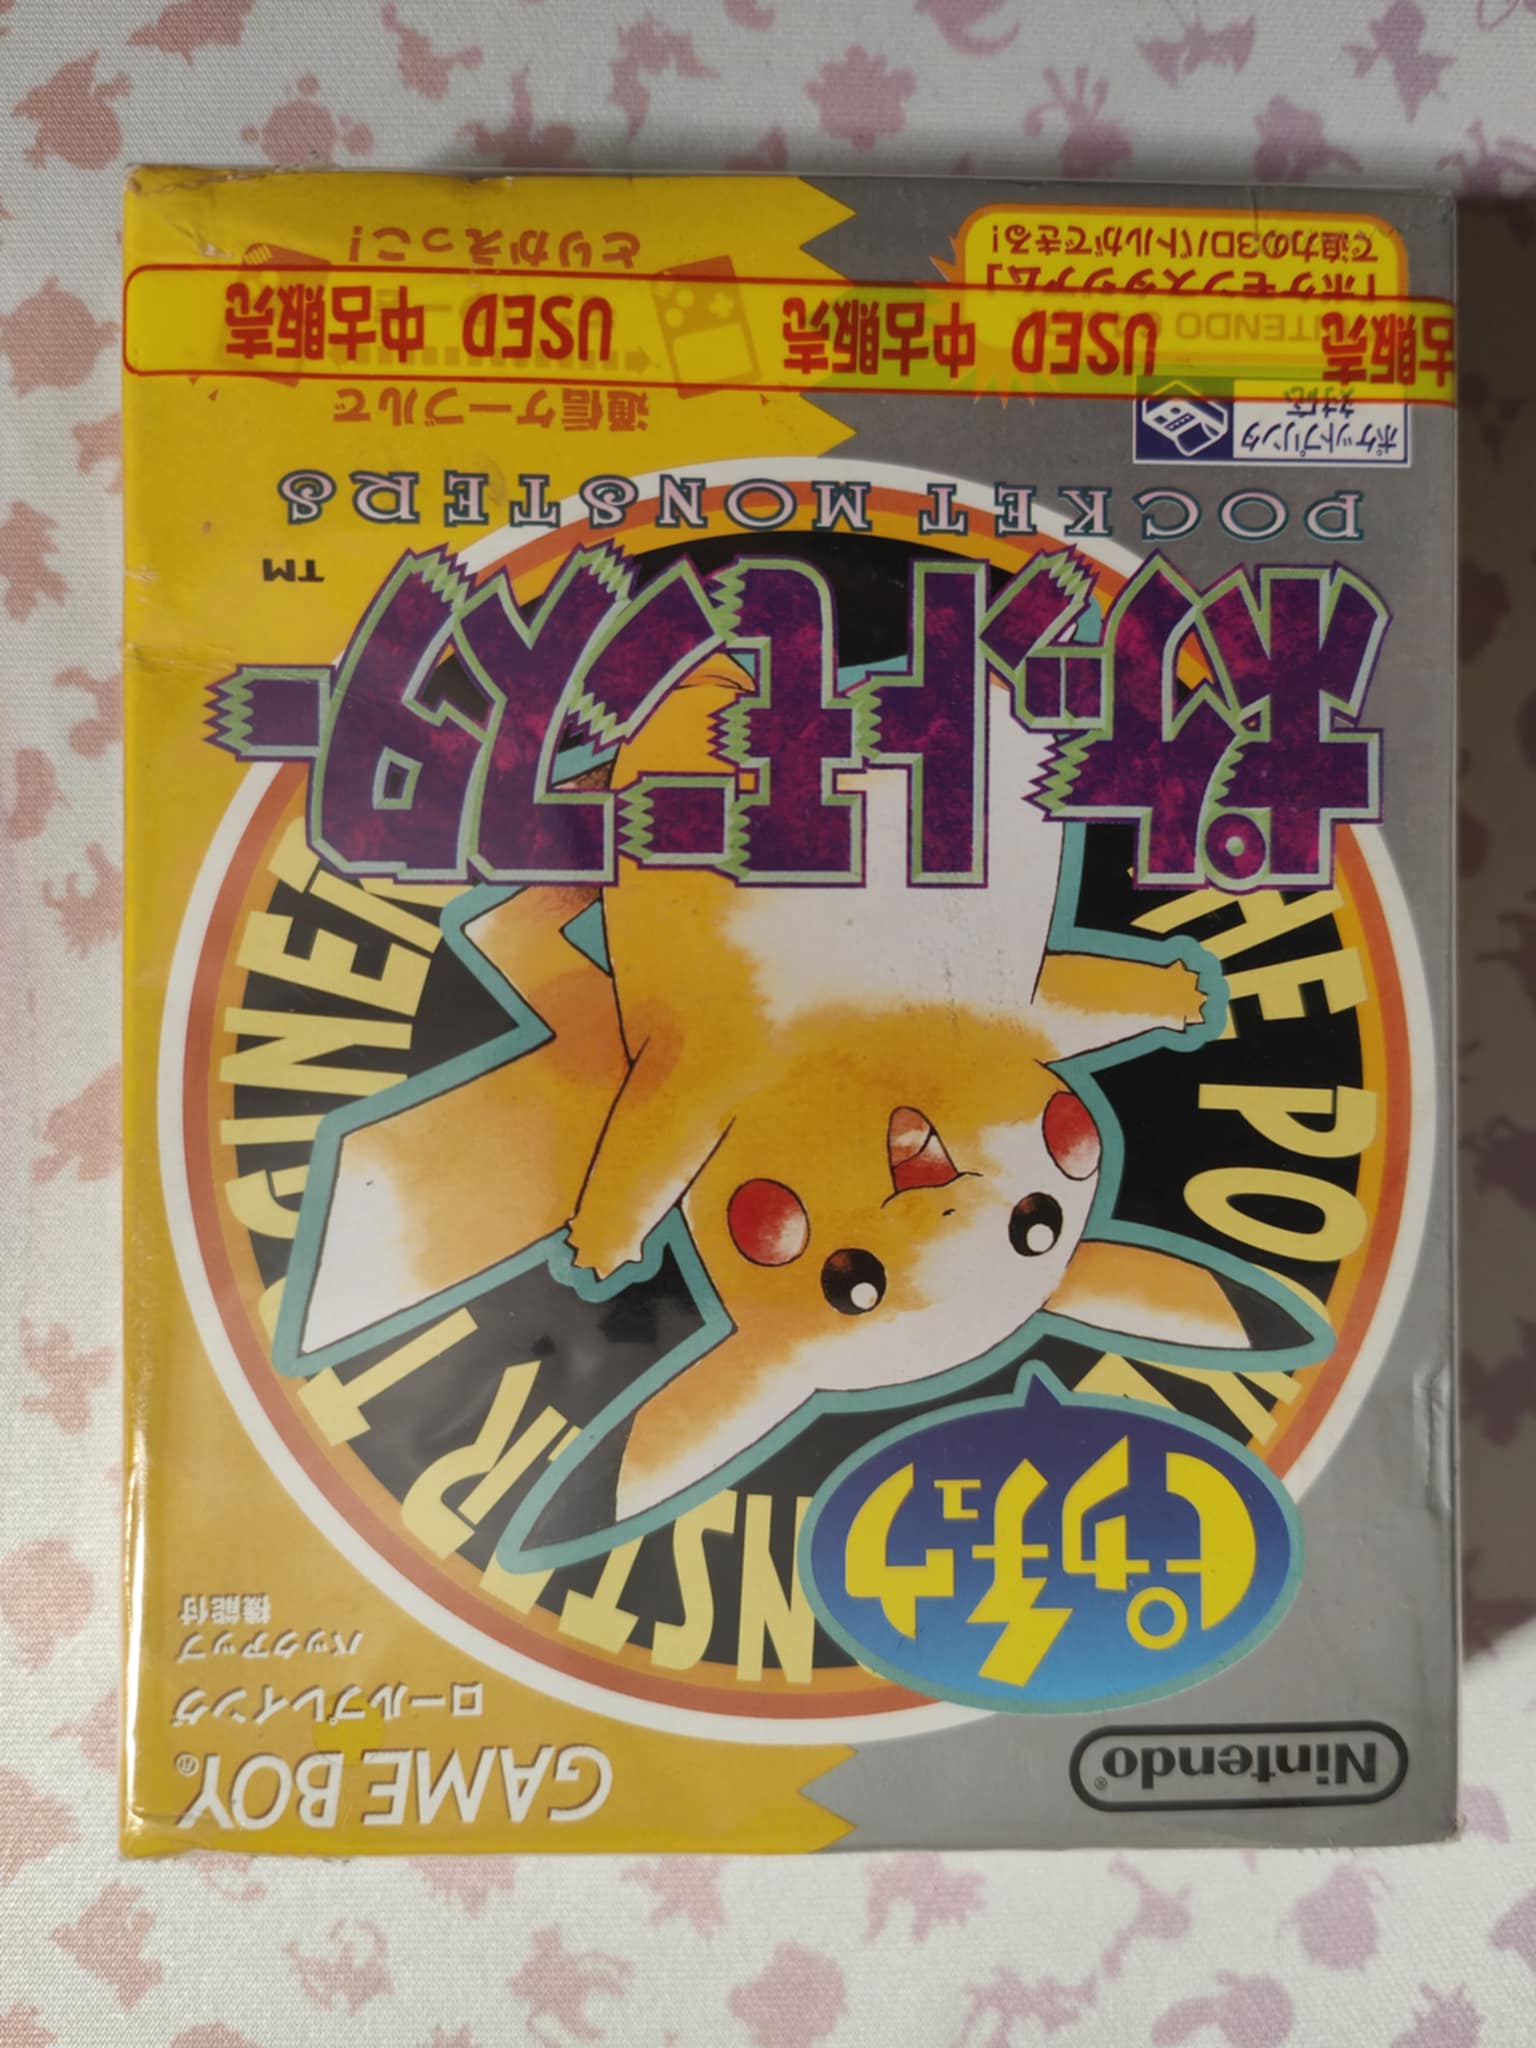 Nintendo®
GAME BOY®
ロールプレイング
バックアップ
機能付
ピカチュウ
ポケットモンスター
TM
POCKET MONSTERS
ポケットプリンタ
対応
通信ケーブルで
USED 中古販売
USED 中古販売
古販売
「ポケモンスタジアム」
で迫力の3Dバトルができる!
とりかえっこ!